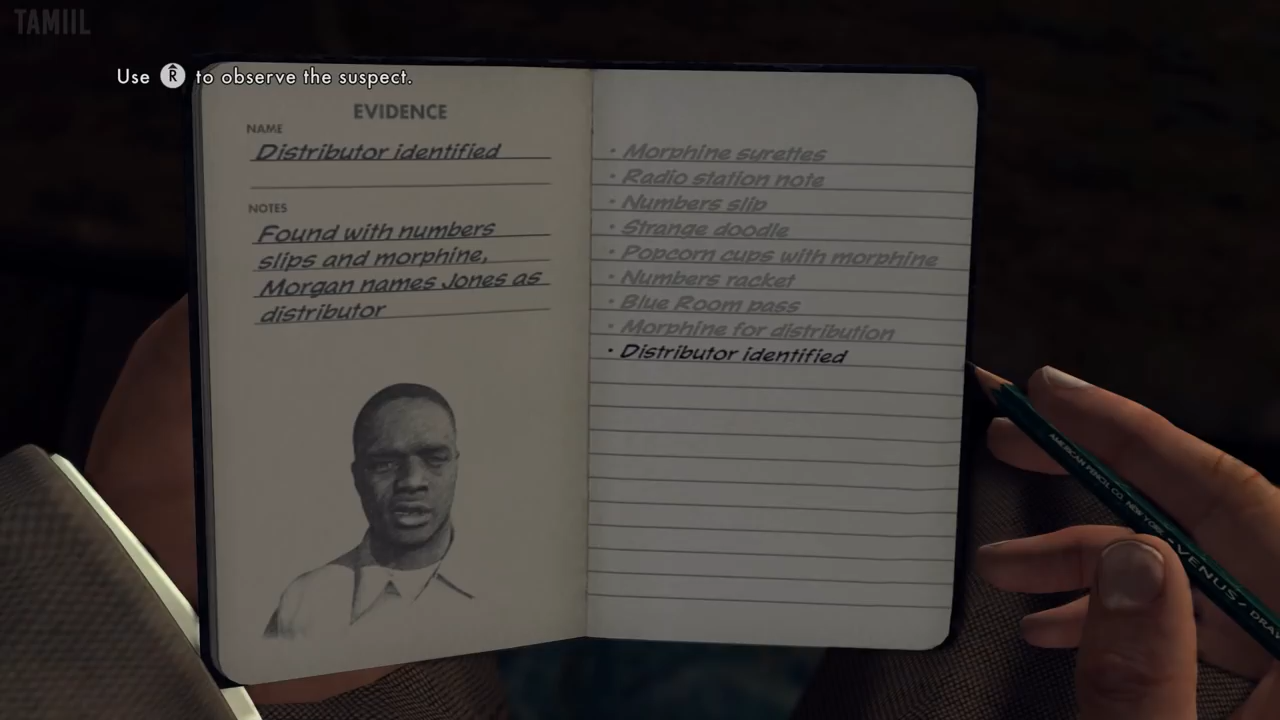 TAMIIL
Use R to observe the suspect.
EVIDENCE
NAME
Distributor identified
NOTES
Found with numbers
slips and morphine,
Morgan names Jones as
distributor
· Morphine syrettes
· Radio station note
· Numbers slip
· Strange doodle
· Popcorn cups with morphine
· Numbers racket
· Blue Room pass
· Morphine for distribution
· Distributor identified
AMERICAN PENCIL CO. NEW YORK
VENUS/DRA